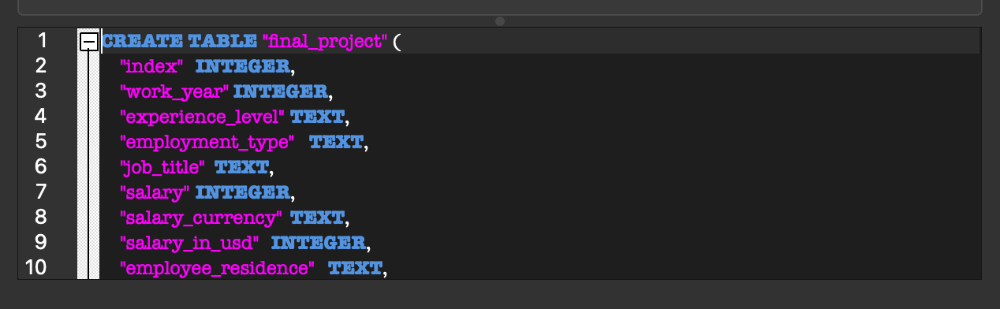 1 CREATE TABLE "final_project" (
2 "index" INTEGER,
3 "work_year" INTEGER,
4 "experience_level" TEXT,
5 "employment_type" TEXT,
6 "job_title" TEXT,
7 "salary" INTEGER,
8 "salary_currency" TEXT,
9 "salary_in_usd" INTEGER,
10 "employee_residence" TEXT,